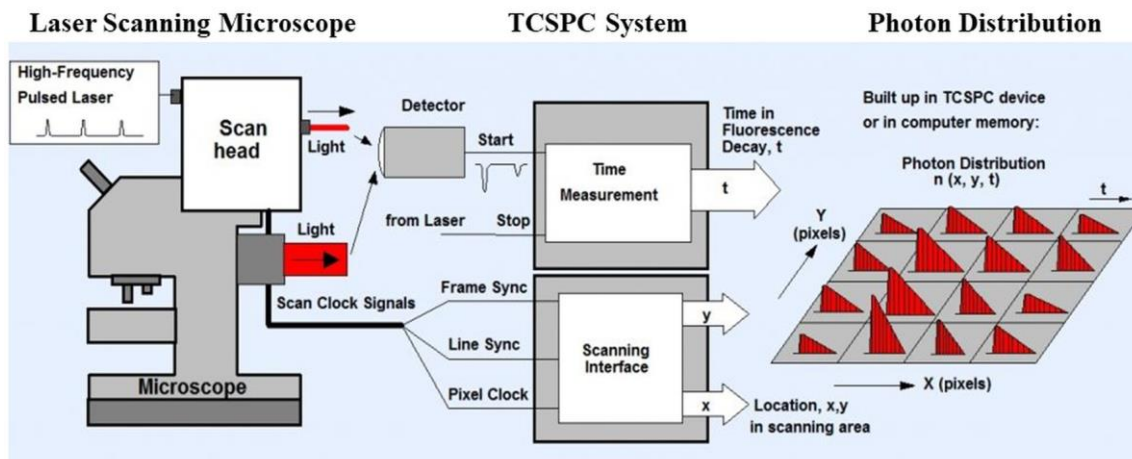 Laser Scanning Microscope
TCSPC System
Photon Distribution
High-Frequency
Pulsed Laser
Scan
head
Light
Light
Microscope
Scan Clock Signals
Detector
Start
from Laser
Stop
Time
Measurement
Time in
Fluorescence
Decay, t
t
Frame Sync
Line Sync
Pixel Clock
Scanning
Interface
y
x
Location, x,y
in scanning area
Built up in TCSPC device
or in computer memory:
Photon Distribution
n (x, y, t)
t
Y
(pixels)
X (pixels)